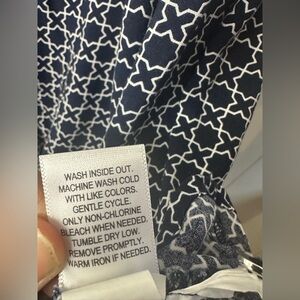 WASH INSIDE OUT.
MACHINE WASH COLD
WITH LIKE COLORS.
GENTLE CYCLE.
ONLY NON-CHLORINE
BLEACH WHEN NEEDED.
TUMBLE DRY LOW.
REMOVE PROMPTLY.
WARM IRON IF NEEDED.